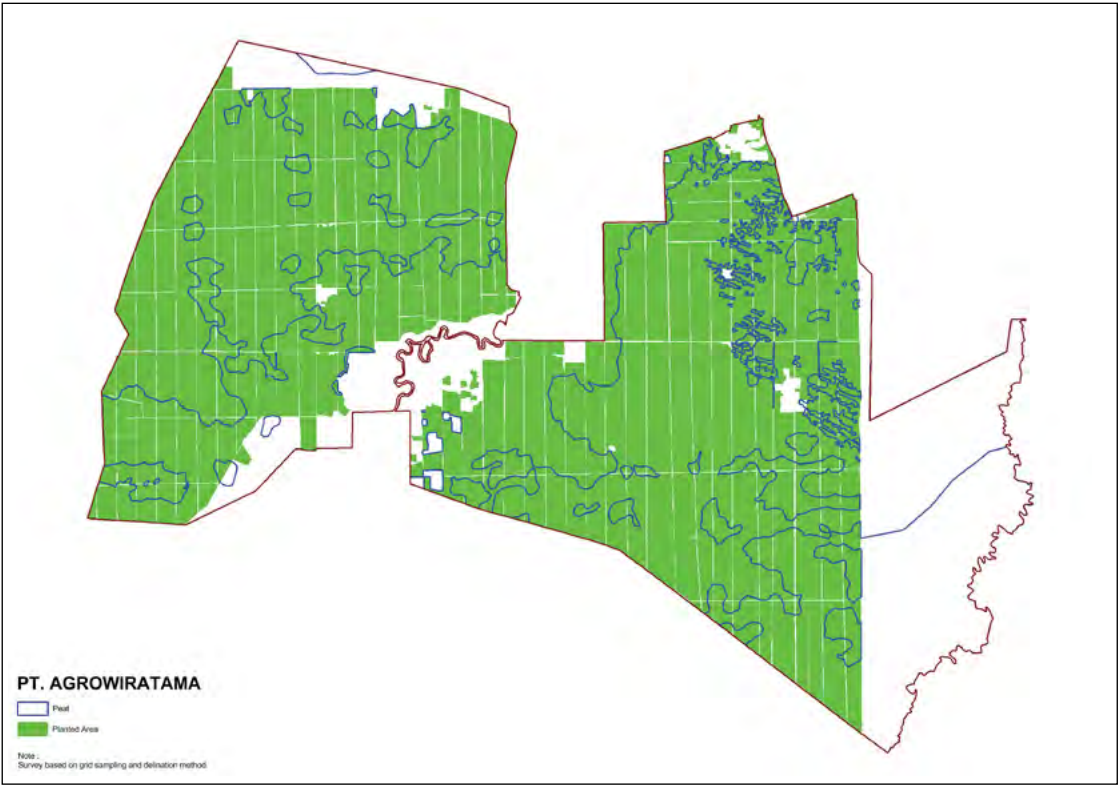 PT. AGROWIRATAMA
Peat
Planted Area
Note :
Survey based on grid sampling and delination method